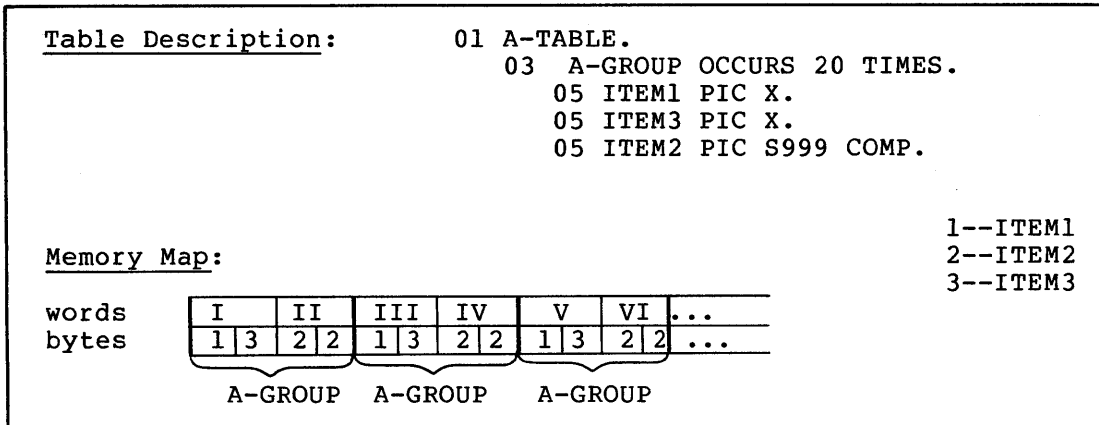 Table Description: 01 A-TABLE.
03 A-GROUP OCCURS 20 TIMES.
05 ITEM1 PIC X.
05 ITEM3 PIC X.
05 ITEM2 PIC S999 COMP.
1--ITEM1
Memory Map: 2--ITEM2
3--ITEM3
words I II III IV V VI ...
bytes 1 3 2 2 1 3 2 2 1 3 2 2 ...
A-GROUP A-GROUP A-GROUP